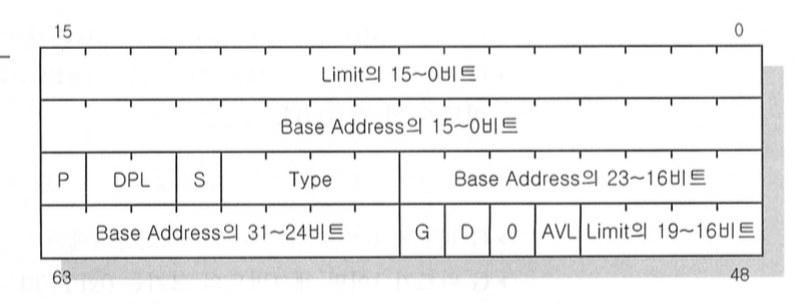 15 0
Limit의 15~0비트
Base Address의 15~0비트
P DPL S Type Base Address의 23~16비트
Base Address의 31~24비트 G D 0 AVL Limit의 19~16비트
63 48